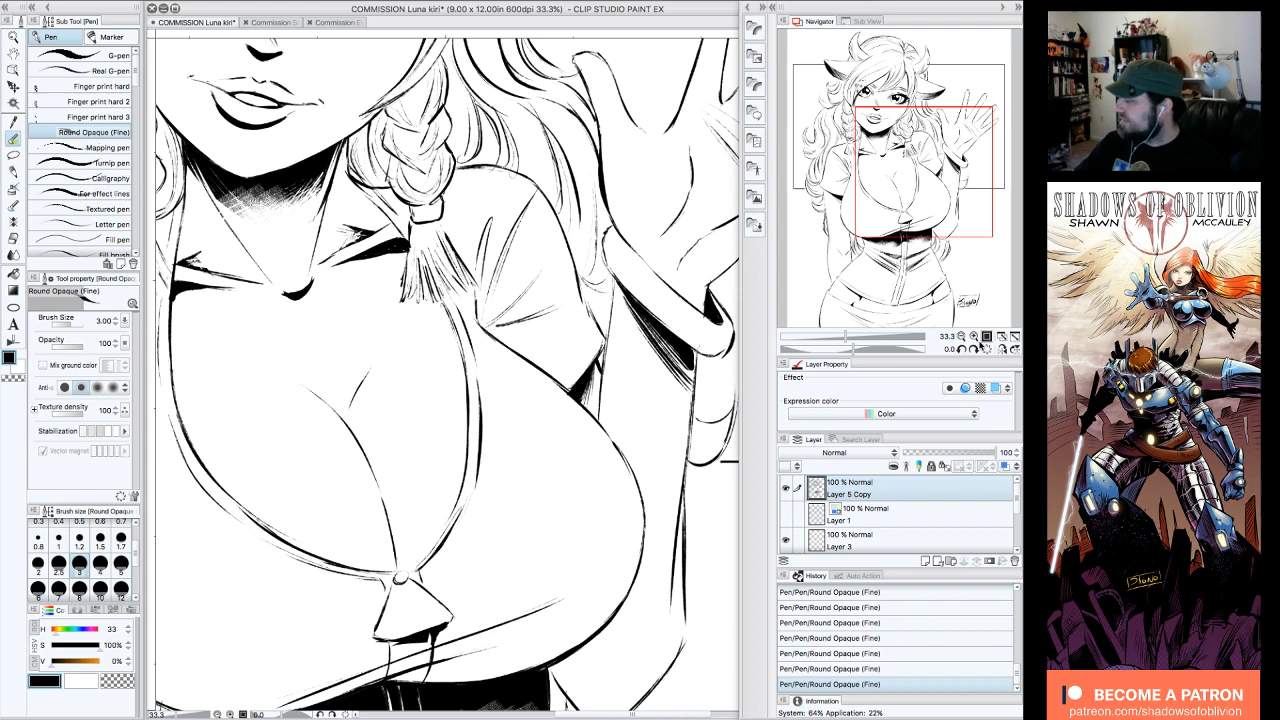 COMMISSION Luna kiri* (9.00 x 12.00in 600dpi 33.3%) - CLIP STUDIO PAINT EX
Sub Tool [Pen]
COMMISSION Luna kiri*
Commission
Commission
Navigator
Sub View
Pen
Marker
G-pen
Real G-pen
Finger print hard
Finger print hard 2
Finger print hard 3
Round Opaque (Fine)
Mapping pen
Turnip pen
Calligraphy
For effect lines
Textured pen
Letter pen
Fill pen
Fill brush
Tool property [Round Opaq
Round Opaque (Fine)
Brush Size 3.00
Opacity 100
Mix ground color
Anti-
Texture density 100
Stabilization
Vector magnet
Brush size [Round Opaque
0.3 0.4 0.5 0.6 0.7
0.8 1 1.2 1.5 1.7
2 2.5 3 4 5
6 7 8 10 12
Co
H 33
S 100%
V 0%
33.3 0.0
33.3
0.0
Layer Property
Effect
Expression color
Color
Layer
Search Layer
Normal 100
100 % Normal
Layer 5 Copy
100 % Normal
Layer 1
100 % Normal
Layer 3
History
Auto Action
Pen/Pen/Round Opaque (Fine)
Pen/Pen/Round Opaque (Fine)
Pen/Pen/Round Opaque (Fine)
Pen/Pen/Round Opaque (Fine)
Pen/Pen/Round Opaque (Fine)
Pen/Pen/Round Opaque (Fine)
Pen/Pen/Round Opaque (Fine)
Information
System: 64% Application: 22%
SHADOWS OF OBLIVION
SHAWN MCCAULEY
BECOME A PATRON
patreon.com/shadowsofoblivion